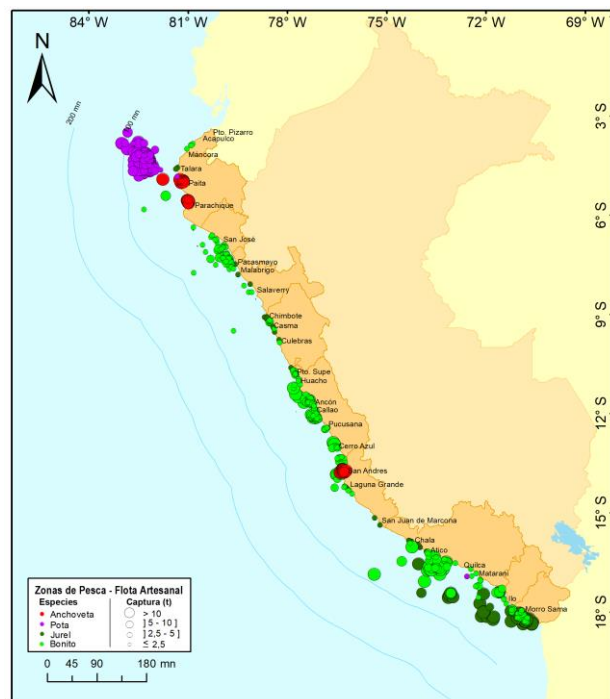 84° W 81° W 78° W 75° W 72° W 69° W
N
3° S
6° S
9° S
12° S
15° S
18° S
200 mn
Pto. Pizarro
Acapulco
Máncora
Talara
Paita
Parachique
San José
Pacasmayo
Malabrigo
Salaverry
Chimbote
Casma
Culebras
Pto. Supe
Huacho
Ancón
Callao
Pucusana
Cerro Azul
Laguna Grande
San Juan de Marcona
Chala
Atico
Quilca
Matarani
Ilo
Morro Sama
Zonas de Pesca - Flota Artesanal
Especies Captura (t)
Anchoveta > 10
Pota ] 5 - 10 ]
Jurel ] 2,5 - 5 ]
Bonito ≤ 2,5
0 45 90 180 mn